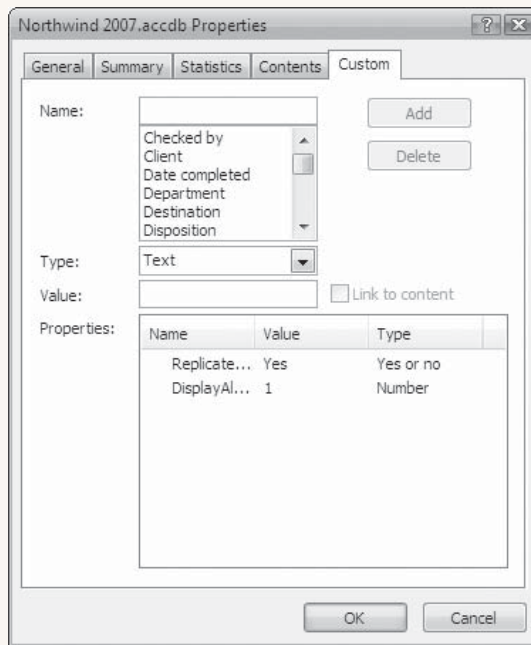 Northwind 2007.accdb Properties
General Summary Statistics Contents Custom
Name:
Add
Checked by
Client
Date completed
Department
Destination
Disposition
Delete
Type: Text
Value: Link to content
Properties: Name Value Type
Replicate... Yes Yes or no
DisplayAl... 1 Number
OK Cancel